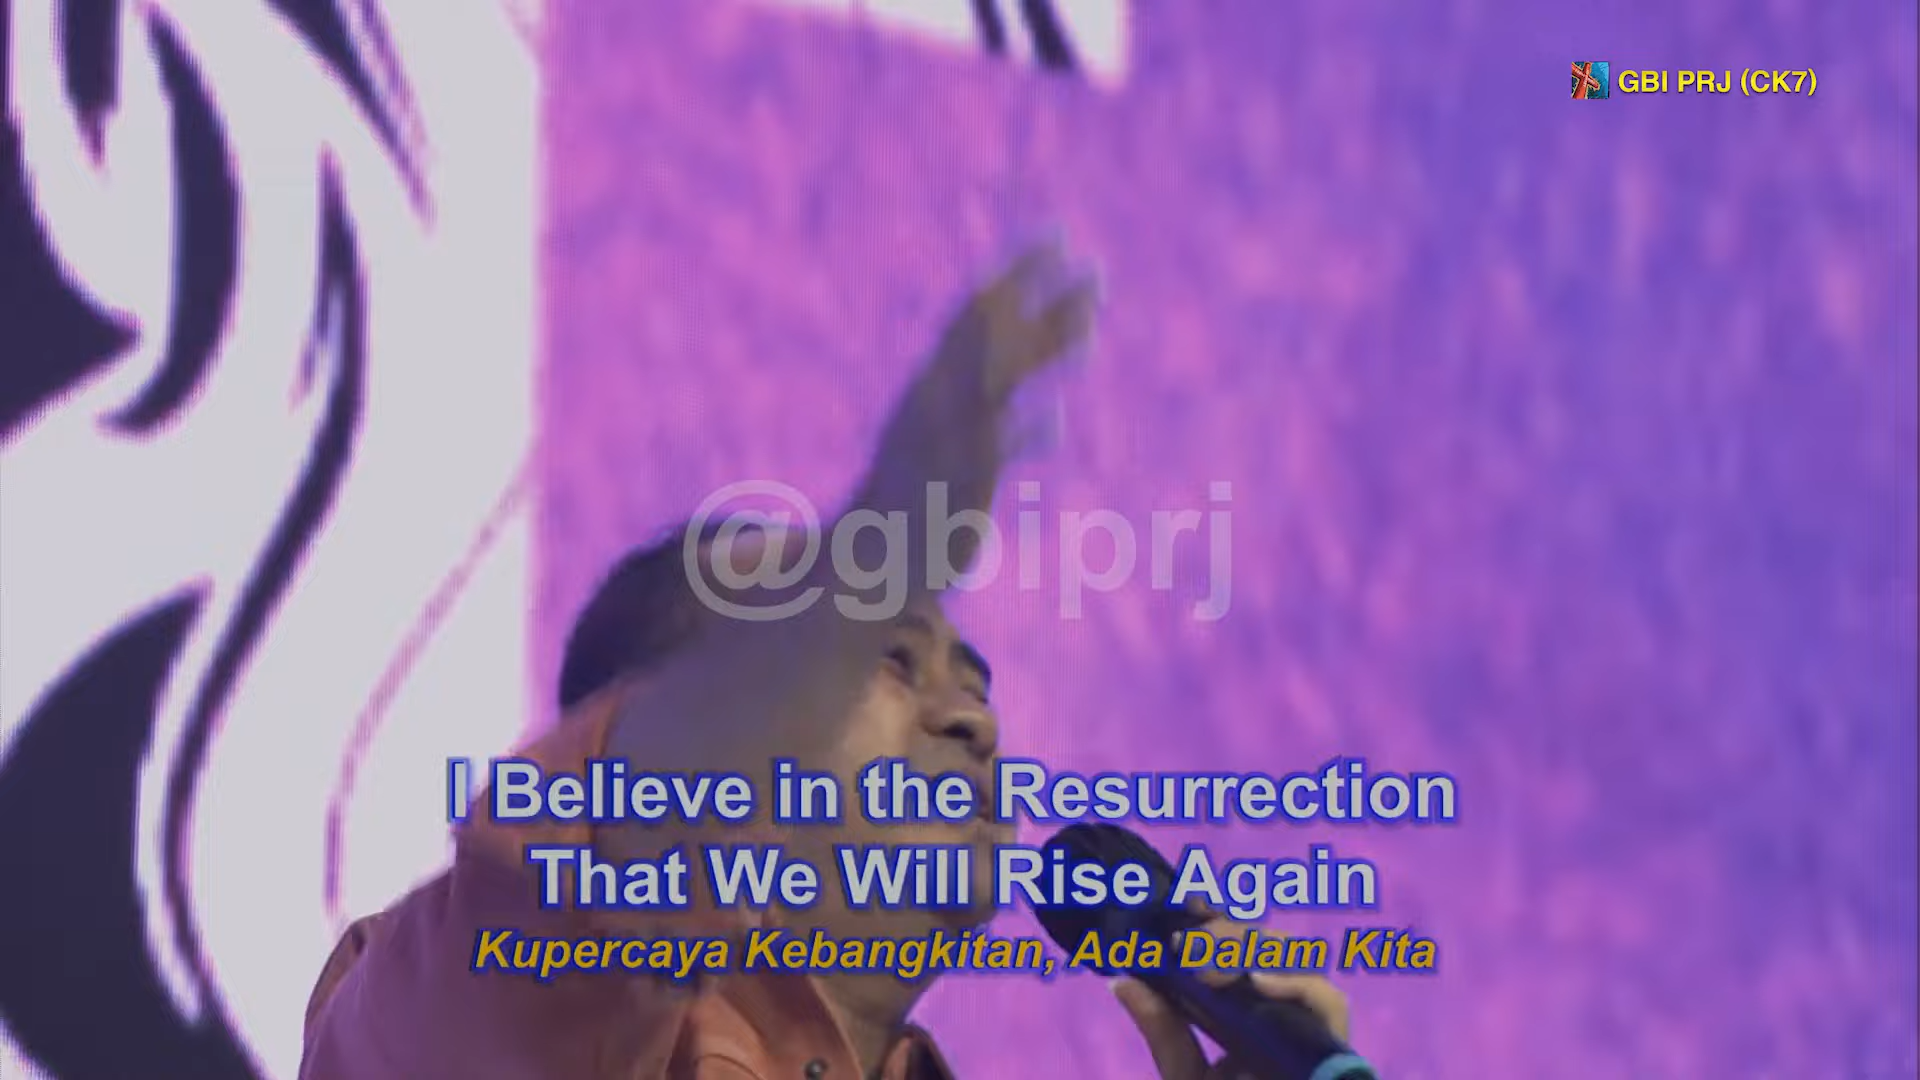 GBI PRJ (CK7)
@gbiprj
I Believe in the Resurrection
That We Will Rise Again
Kupercaya Kebangkitan, Ada Dalam Kita